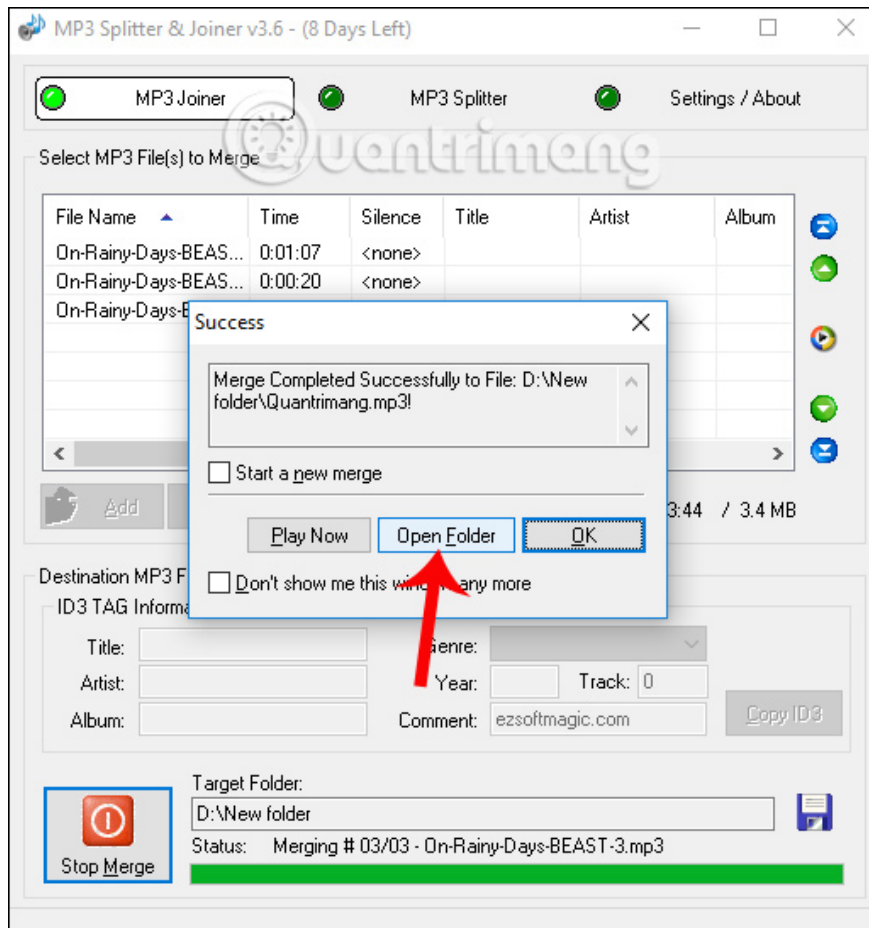 MP3 Splitter & Joiner v3.6 - (8 Days Left)
MP3 Joiner MP3 Splitter Settings / About
Quantrimang
Select MP3 File(s) to Merge
File Name Time Silence Title Artist Album
On-Rainy-Days-BEAS... 0:01:07 <none>
On-Rainy-Days-BEAS... 0:00:20 <none>
On-Rainy-Days-B
Success
Merge Completed Successfully to File: D:\New
folder\Quantrimang.mp3!
Start a new merge
Add 3:44 / 3.4 MB
Play Now Open Folder OK
Destination MP3 F
Don't show me this window any more
ID3 TAG Informa
Title: Genre:
Artist: Year: Track: 0
Album: Comment: ezsoftmagic.com Copy ID3
Target Folder:
D:\New folder
Status: Merging # 03/03 - On-Rainy-Days-BEAST-3.mp3
Stop Merge